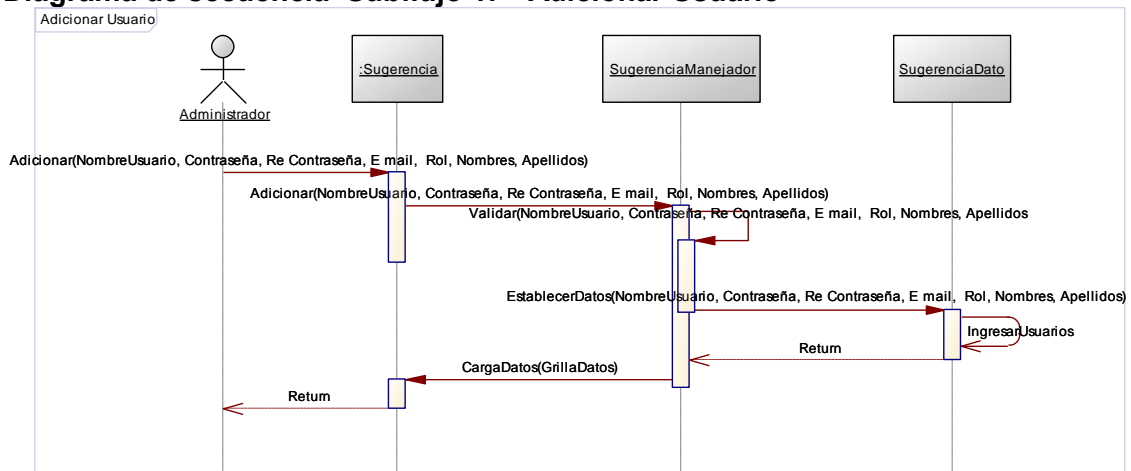 Adicionar Usuario
:Sugerencia
SugerenciaManejador
SugerenciaDato
Administrador
Adicionar(NombreUsuario, Contraseña, Re Contraseña, E mail, Rol, Nombres, Apellidos)
Adicionar(NombreUsuario, Contraseña, Re Contraseña, E mail, Rol, Nombres, Apellidos)
Validar(NombreUsuario, Contraseña, Re Contraseña, E mail, Rol, Nombres, Apellidos
EstablecerDatos(NombreUsuario, Contraseña, Re Contraseña, E mail, Rol, Nombres, Apellidos)
IngresarUsuarios
Return
CargaDatos(GrillaDatos)
Return